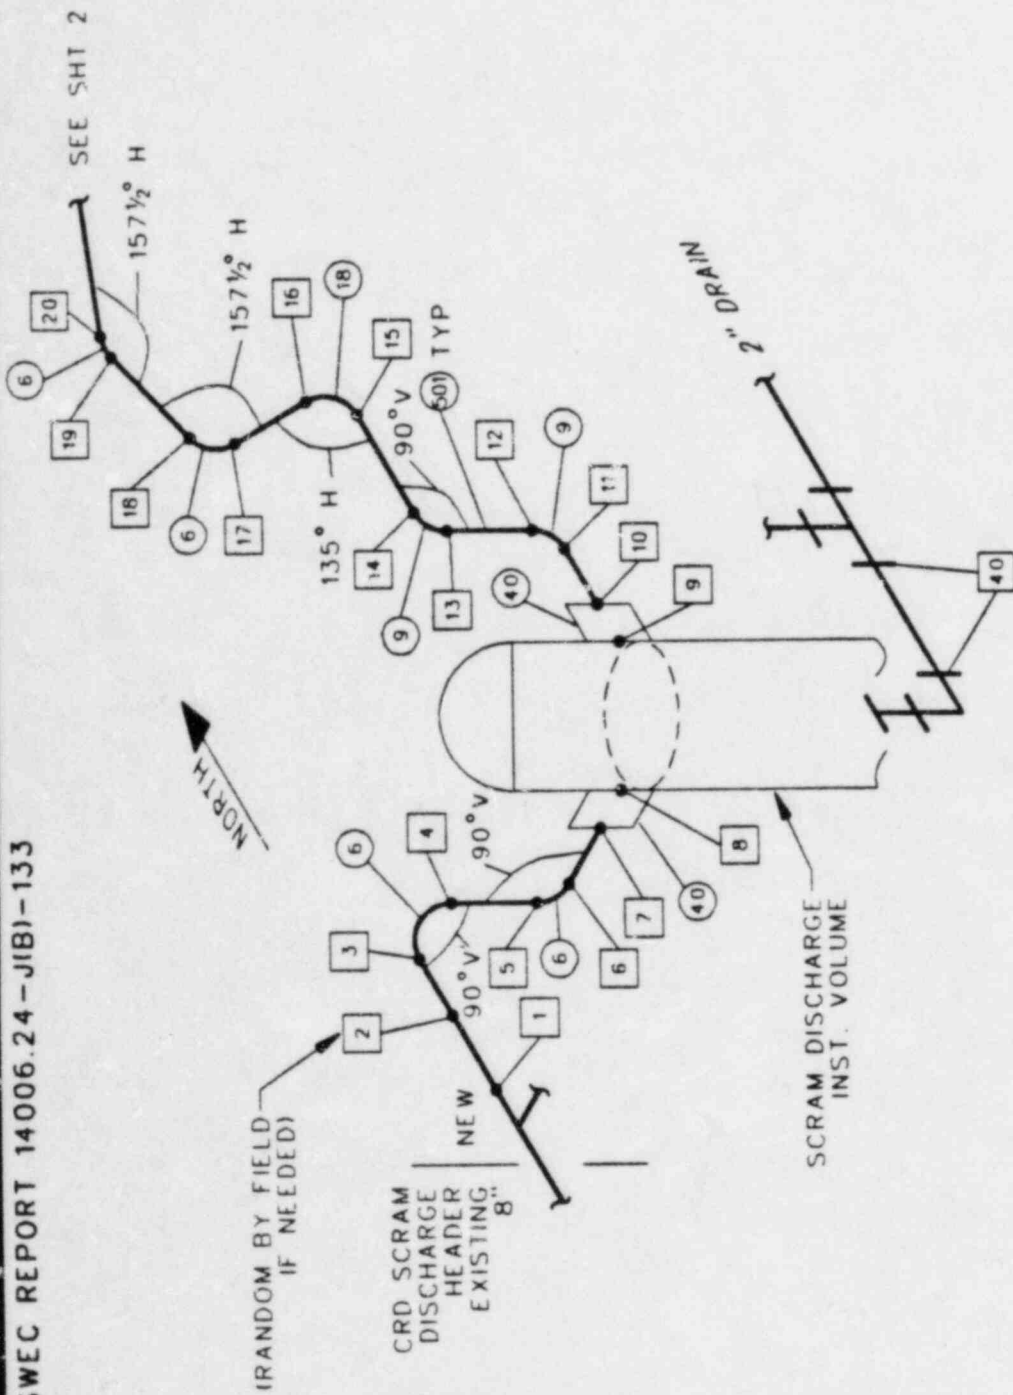 SWEC REPORT 14006.24-J(B)-133
SEE SHT 2
157½° H
20
6
19
157½° H
18
16
18
6
17
15
135° H
601 TYP
90°V
14
12
9
9
13
11
10
40
9
2" DRAIN
40
NORTH
6
4
90°V
3
5
6
6
7
40
8
90°V
2
1
(RANDOM BY FIELD
IF NEEDED)
NEW
CRD SCRAM
DISCHARGE
HEADER
EXISTING
8"
SCRAM DISCHARGE
INST. VOLUME